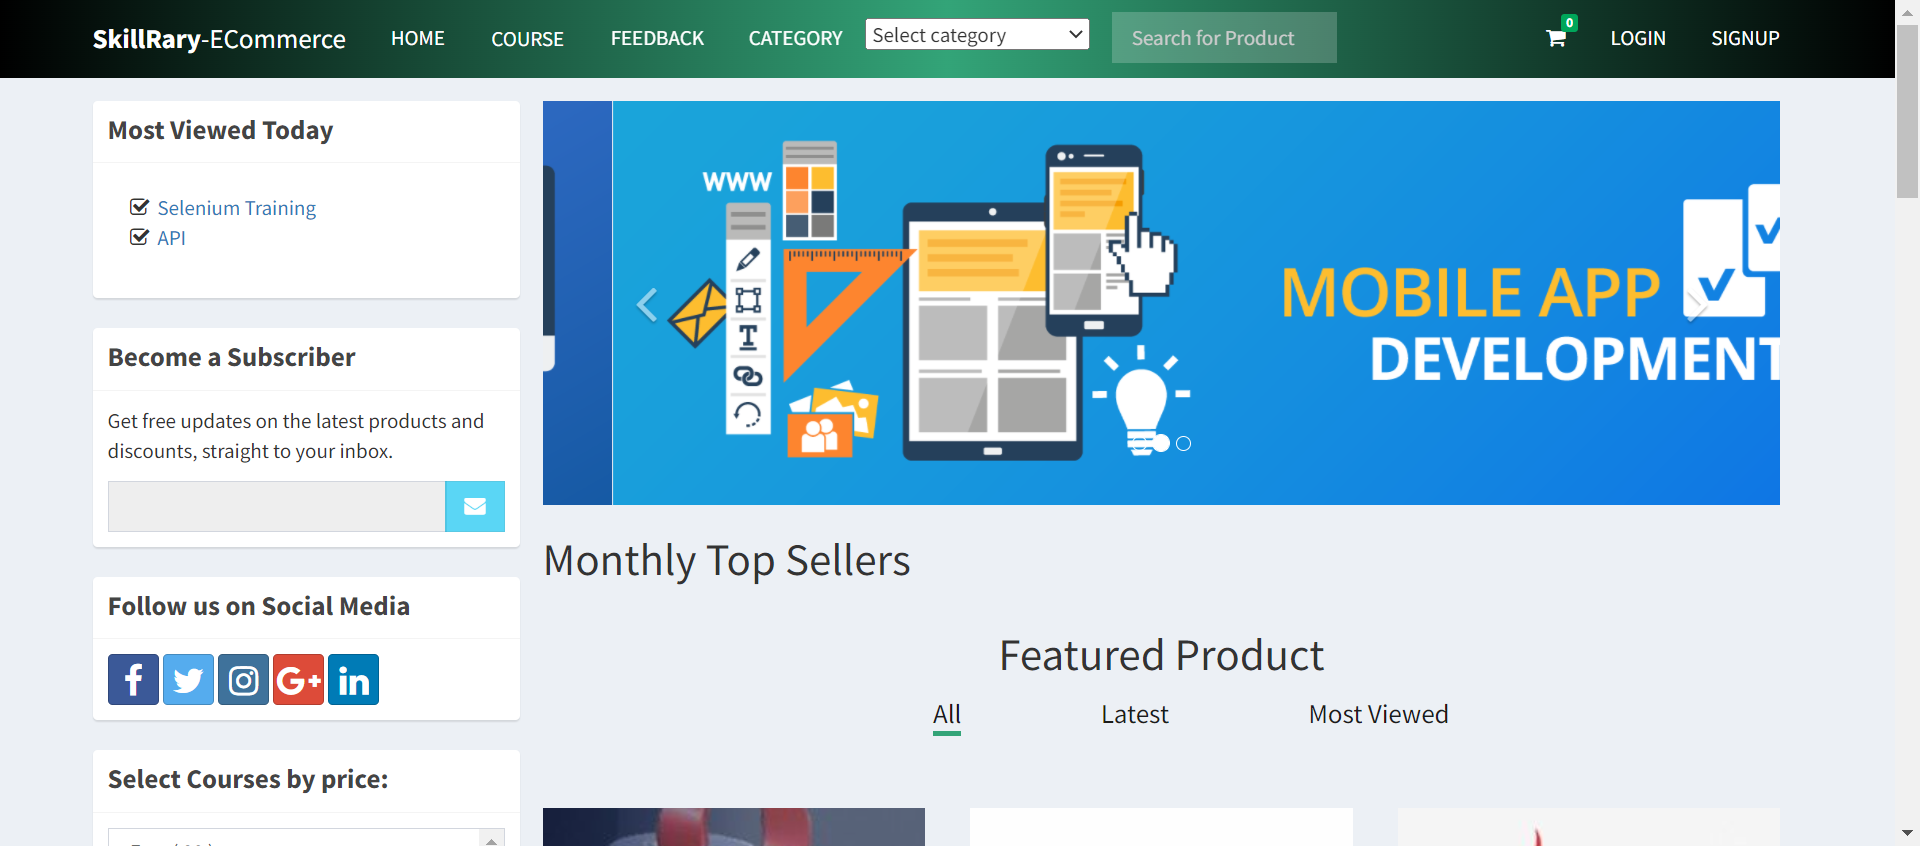 SkillRary-ECommerce HOME COURSE FEEDBACK CATEGORY Select category Search for Product 0 LOGIN SIGNUP
Most Viewed Today
Selenium Training
API
Become a Subscriber
Get free updates on the latest products and
discounts, straight to your inbox.
Follow us on Social Media
Select Courses by price:
WWW
T
MOBILE APP
DEVELOPMENT
Monthly Top Sellers
Featured Product
All Latest Most Viewed